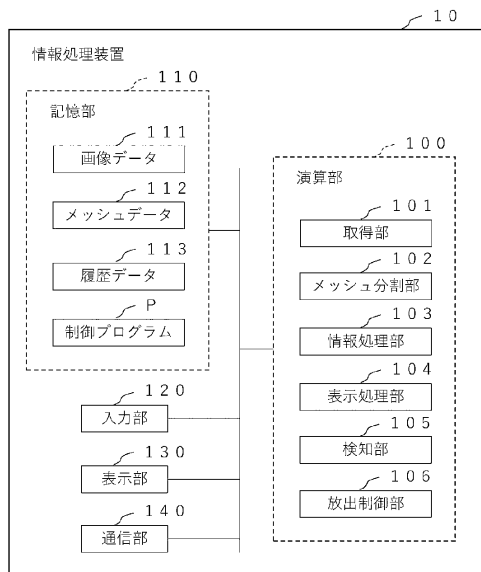 10
情報処理装置
110
記憶部
111
画像データ
112
メッシュデータ
113
履歴データ
P
制御プログラム
120
入力部
130
表示部
140
通信部
100
演算部
101
取得部
102
メッシュ分割部
103
情報処理部
104
表示処理部
105
検知部
106
放出制御部